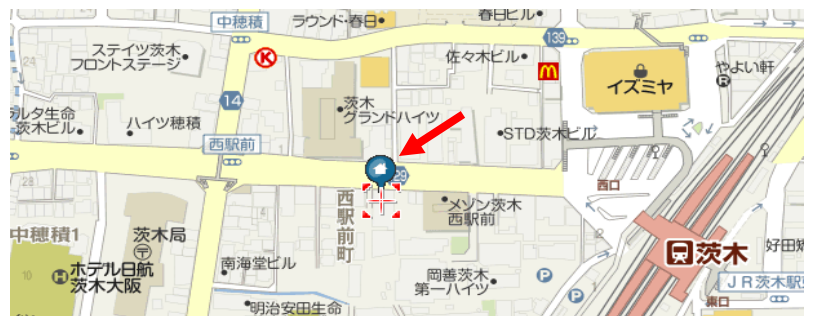 中穂積
ラウンド・春日
春日ビル
139
ステイツ茨木
フロントステージ
K
佐々木ビル
m
イズミヤ
やよい軒
14
茨木
グランドハイツ
ルタ生命
茨木ビル
ハイツ穂積
西駅前
STD茨木ビル
29
29
西口
西駅前町
メゾン茨木
西駅前
中穂積1
茨木局
茨木
好田
南海堂ビル
10
ホテル日航
茨木大阪
岡善茨木
第一ハイツ
P
P
JR茨木駅
東口
明治安田生命